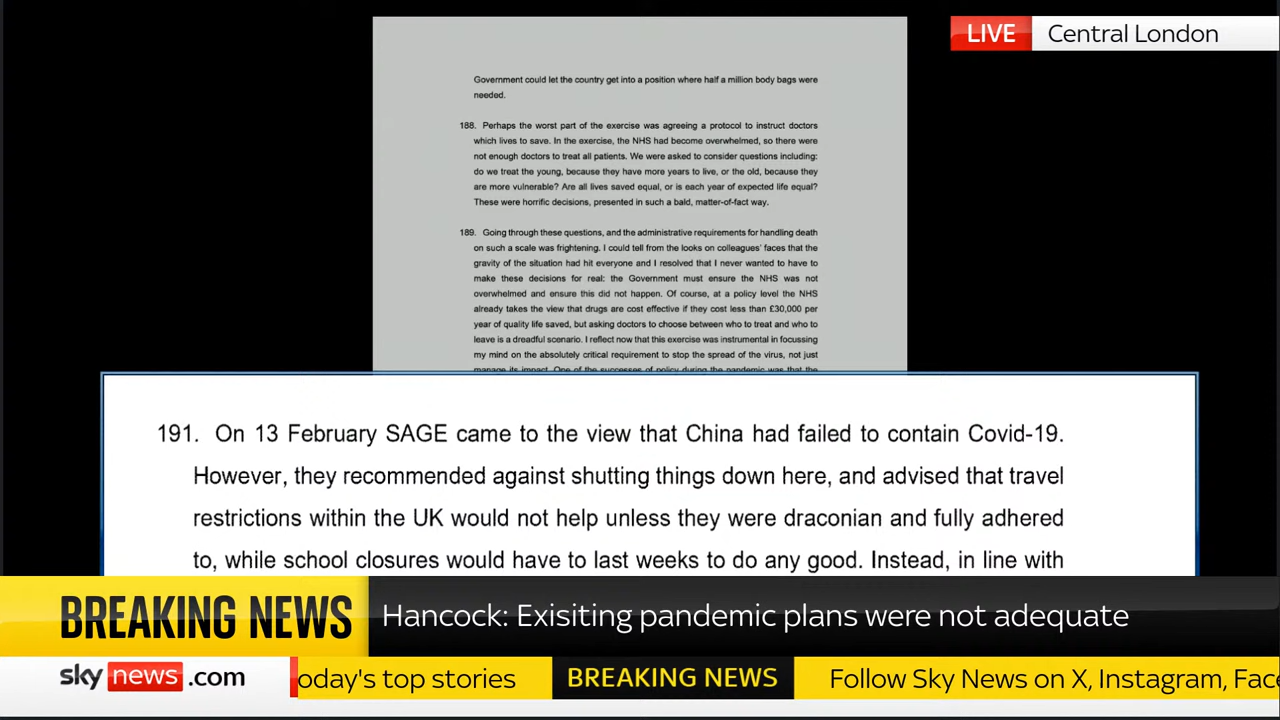 LIVE Central London
Government could let the country get into a position where half a million body bags were
needed.
188. Perhaps the worst part of the exercise was agreeing a protocol to instruct doctors
which lives to save. In the exercise, the NHS had become overwhelmed, so there were
not enough doctors to treat all patients. We were asked to consider questions including:
do we treat the young, because they have more years to live, or the old, because they
are more vulnerable? Are all lives saved equal, or is each year of expected life equal?
These were horrific decisions, presented in such a bald, matter-of-fact way.
189. Going through these questions, and the administrative requirements for handling death
on such a scale was frightening. I could tell from the looks on colleagues' faces that the
gravity of the situation had hit everyone and I resolved that I never wanted to have to
make these decisions for real: the Government must ensure the NHS was not
overwhelmed and ensure this did not happen. Of course, at a policy level the NHS
already takes the view that drugs are cost effective if they cost less than £30,000 per
year of quality life saved, but asking doctors to choose between who to treat and who to
leave is a dreadful scenario. I reflect now that this exercise was instrumental in focussing
my mind on the absolutely critical requirement to stop the spread of the virus, not just
manage its impact. One of the successes of policy during the pandemic was that the
191. On 13 February SAGE came to the view that China had failed to contain Covid-19.
However, they recommended against shutting things down here, and advised that travel
restrictions within the UK would not help unless they were draconian and fully adhered
to, while school closures would have to last weeks to do any good. Instead, in line with
BREAKING NEWS Hancock: Exisiting pandemic plans were not adequate
sky news .com oday's top stories BREAKING NEWS Follow Sky News on X, Instagram, Face